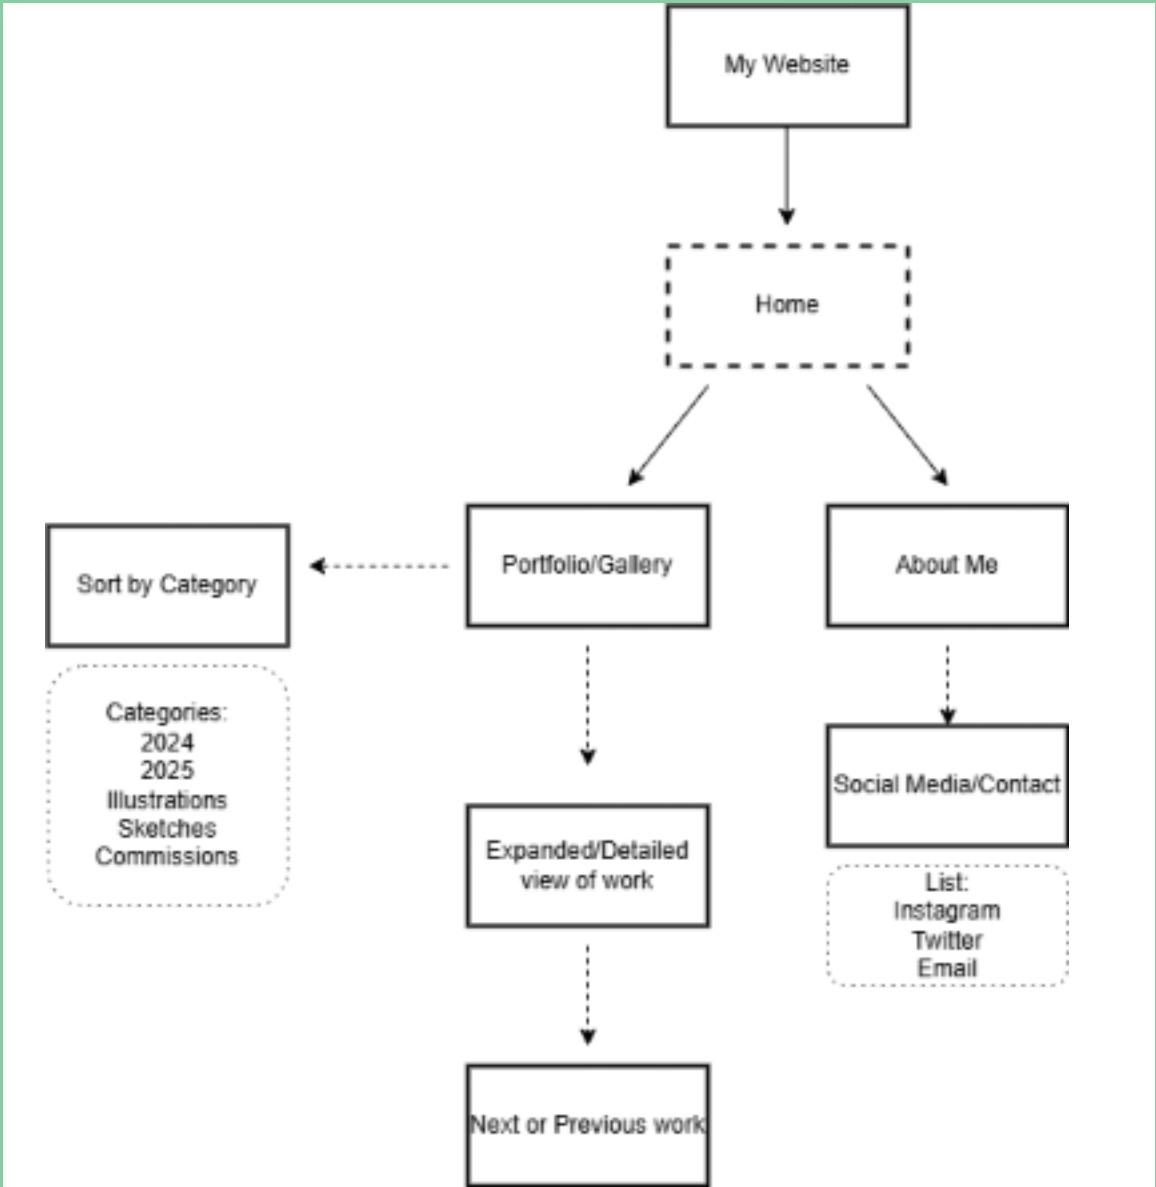 My Website
Home
Portfolio/Gallery
About Me
Sort by Category
Categories:
2024
2025
Illustrations
Sketches
Commissions
Expanded/Detailed
view of work
Social Media/Contact
List:
Instagram
Twitter
Email
Next or Previous work